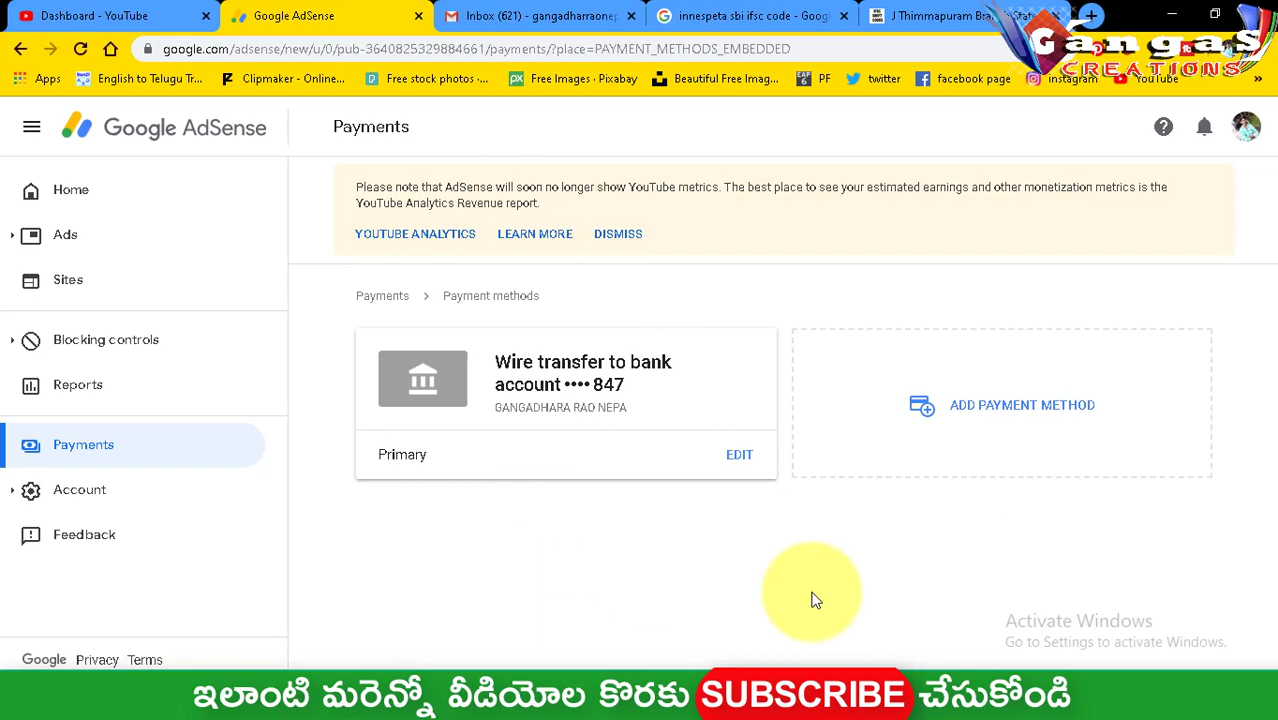 Dashboard - YouTube
Google AdSense
Inbox (621) - gangadharraonep
innespeta sbi ifsc code - Goog
J Thimmapuram Bra
google.com/adsense/new/u/0/pub-3640825329884661/payments/?place=PAYMENT_METHODS_EMBEDDED
GangaS
CREATIONS
Apps
English to Telugu Tr...
Clipmaker - Online...
Free stock photos ·...
Free Images · Pixabay
Beautiful Free Imag...
PF
twitter
facebook page
instagram
YouTube
»
Google AdSense
Payments
Home
Ads
Sites
Blocking controls
Reports
Payments
Account
Feedback
Google Privacy Terms
Please note that AdSense will soon no longer show YouTube metrics. The best place to see your estimated earnings and other monetization metrics is the
YouTube Analytics Revenue report.
YOUTUBE ANALYTICS LEARN MORE DISMISS
Payments > Payment methods
Wire transfer to bank
account •••• 847
GANGADHARA RAO NEPA
Primary
EDIT
ADD PAYMENT METHOD
Activate Windows
Go to Settings to activate Windows.
ఇలాంటి మరెన్నో వీడియోల కొరకు SUBSCRIBE చేసుకోండి